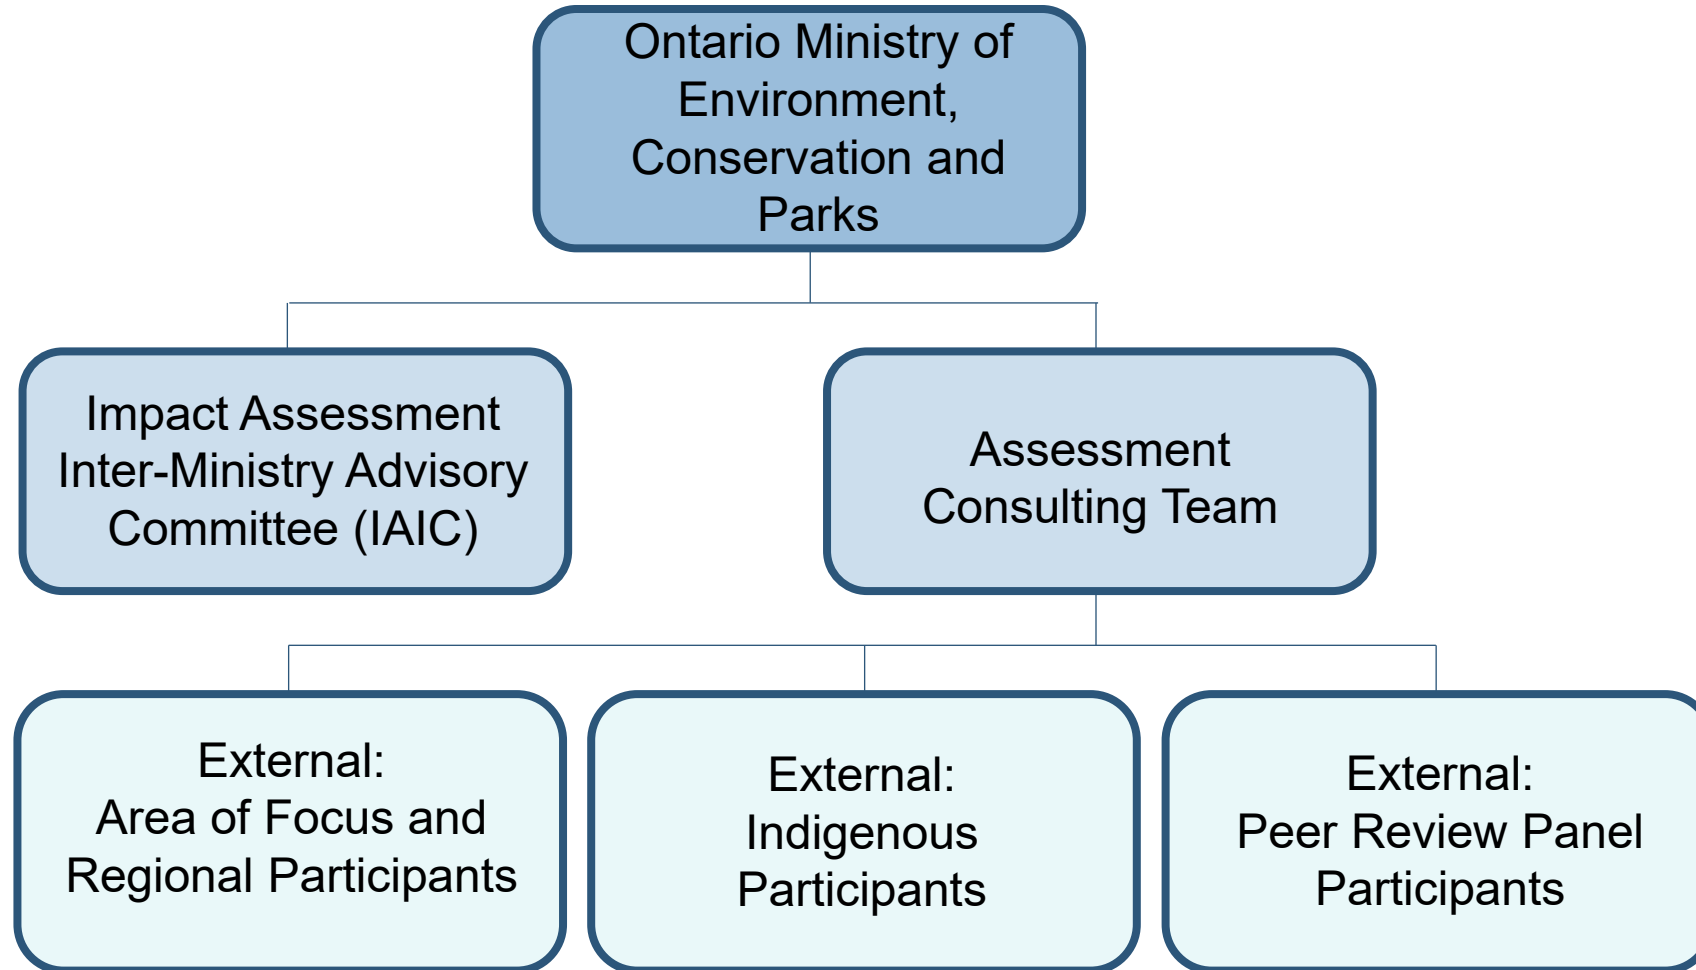 Ontario Ministry of
Environment,
Conservation and
Parks
Impact Assessment
Inter-Ministry Advisory
Committee (IAIC)
Assessment
Consulting Team
External:
Area of Focus and
Regional Participants
External:
Indigenous
Participants
External:
Peer Review Panel
Participants